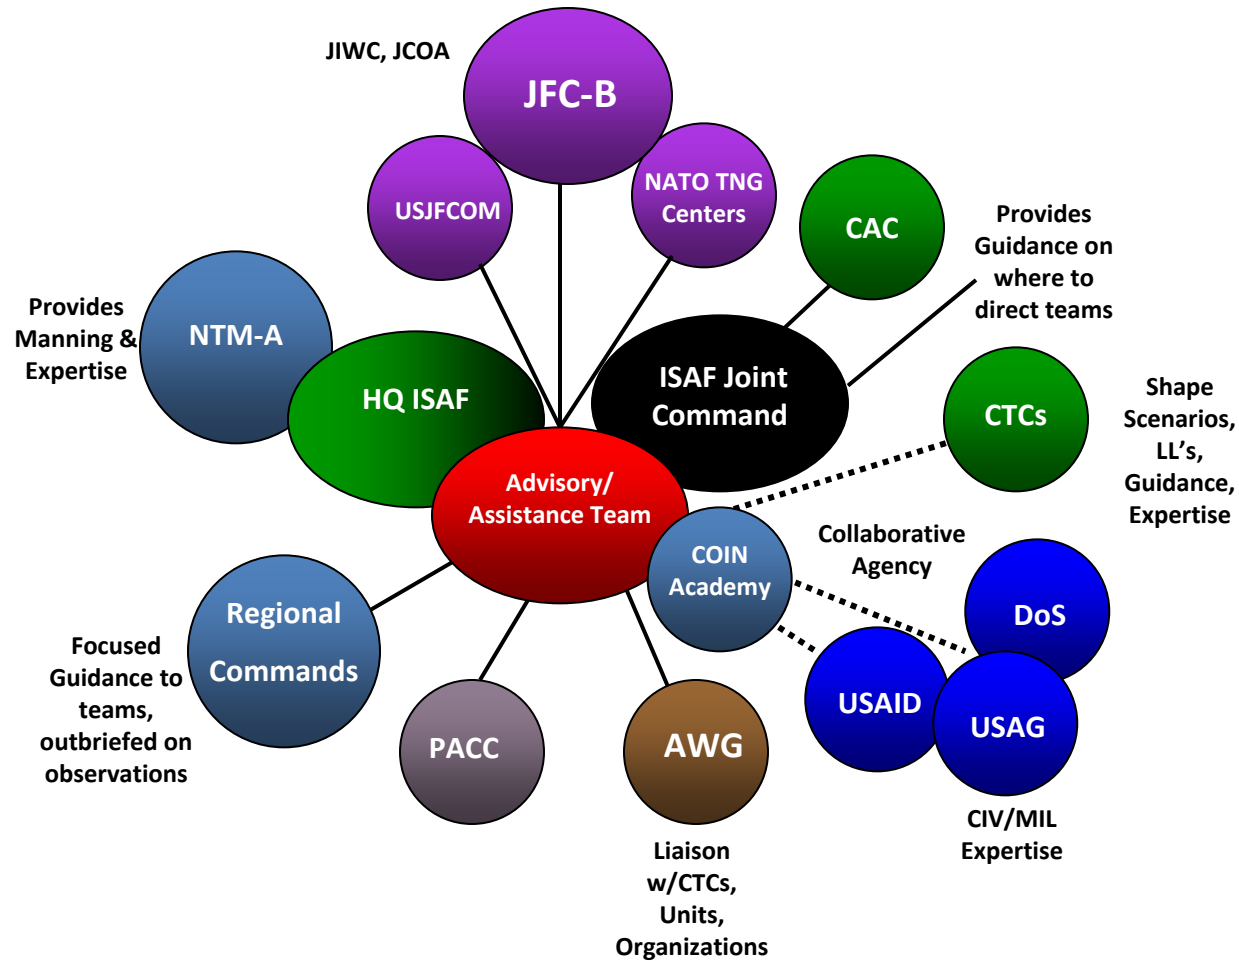 JIWC, JCOA
JFC-B
USJFCOM
NATO TNG
Centers
CAC
Provides
Guidance on
where to
direct teams
Provides
Manning &
Expertise
NTM-A
HQ ISAF
ISAF Joint
Command
CTCs
Shape
Scenarios,
LL's,
Guidance,
Expertise
Advisory/
Assistance Team
COIN
Academy
Collaborative
Agency
DoS
USAID
USAG
CIV/MIL
Expertise
Regional
Commands
Focused
Guidance to
teams,
outbriefed on
observations
PACC
AWG
Liaison
w/CTCs,
Units,
Organizations